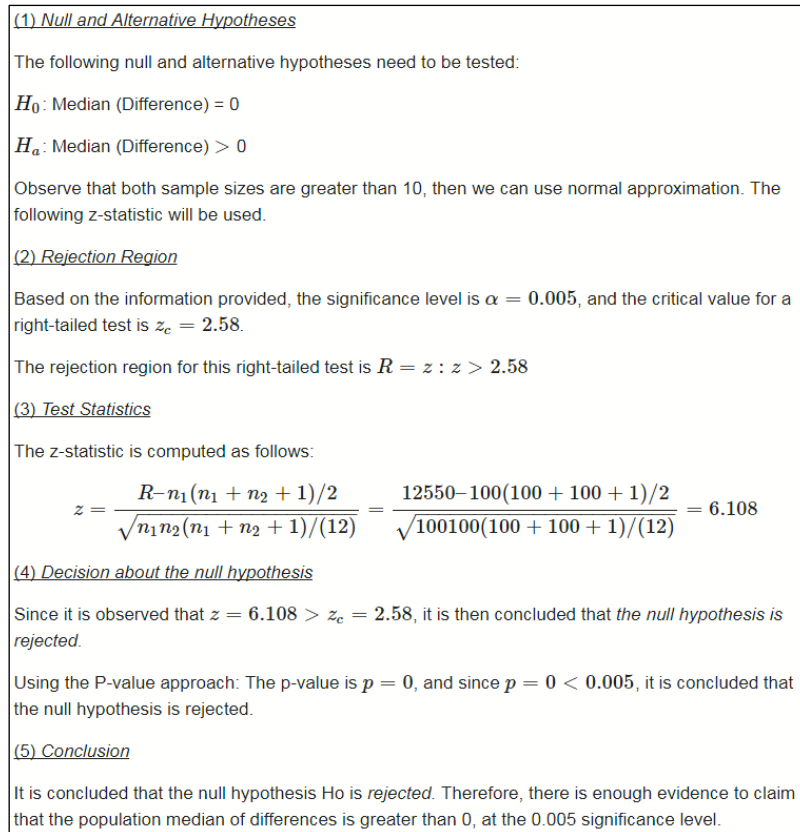 (1) Null and Alternative Hypotheses
The following null and alternative hypotheses need to be tested:
H₀: Median (Difference) = 0
Hₐ: Median (Difference) > 0
Observe that both sample sizes are greater than 10, then we can use normal approximation. The
following z-statistic will be used.
(2) Rejection Region
Based on the information provided, the significance level is α = 0.005, and the critical value for a
right-tailed test is z_c = 2.58.
The rejection region for this right-tailed test is R = z : z > 2.58
(3) Test Statistics
The z-statistic is computed as follows:
z = (R–n₁(n₁ + n₂ + 1)/2) / √(n₁n₂(n₁ + n₂ + 1)/(12)) = (12550–100(100 + 100 + 1)/2) / √(100100(100 + 100 + 1)/(12)) = 6.108
(4) Decision about the null hypothesis
Since it is observed that z = 6.108 > z_c = 2.58, it is then concluded that the null hypothesis is
rejected.
Using the P-value approach: The p-value is p = 0, and since p = 0 < 0.005, it is concluded that
the null hypothesis is rejected.
(5) Conclusion
It is concluded that the null hypothesis Ho is rejected. Therefore, there is enough evidence to claim
that the population median of differences is greater than 0, at the 0.005 significance level.